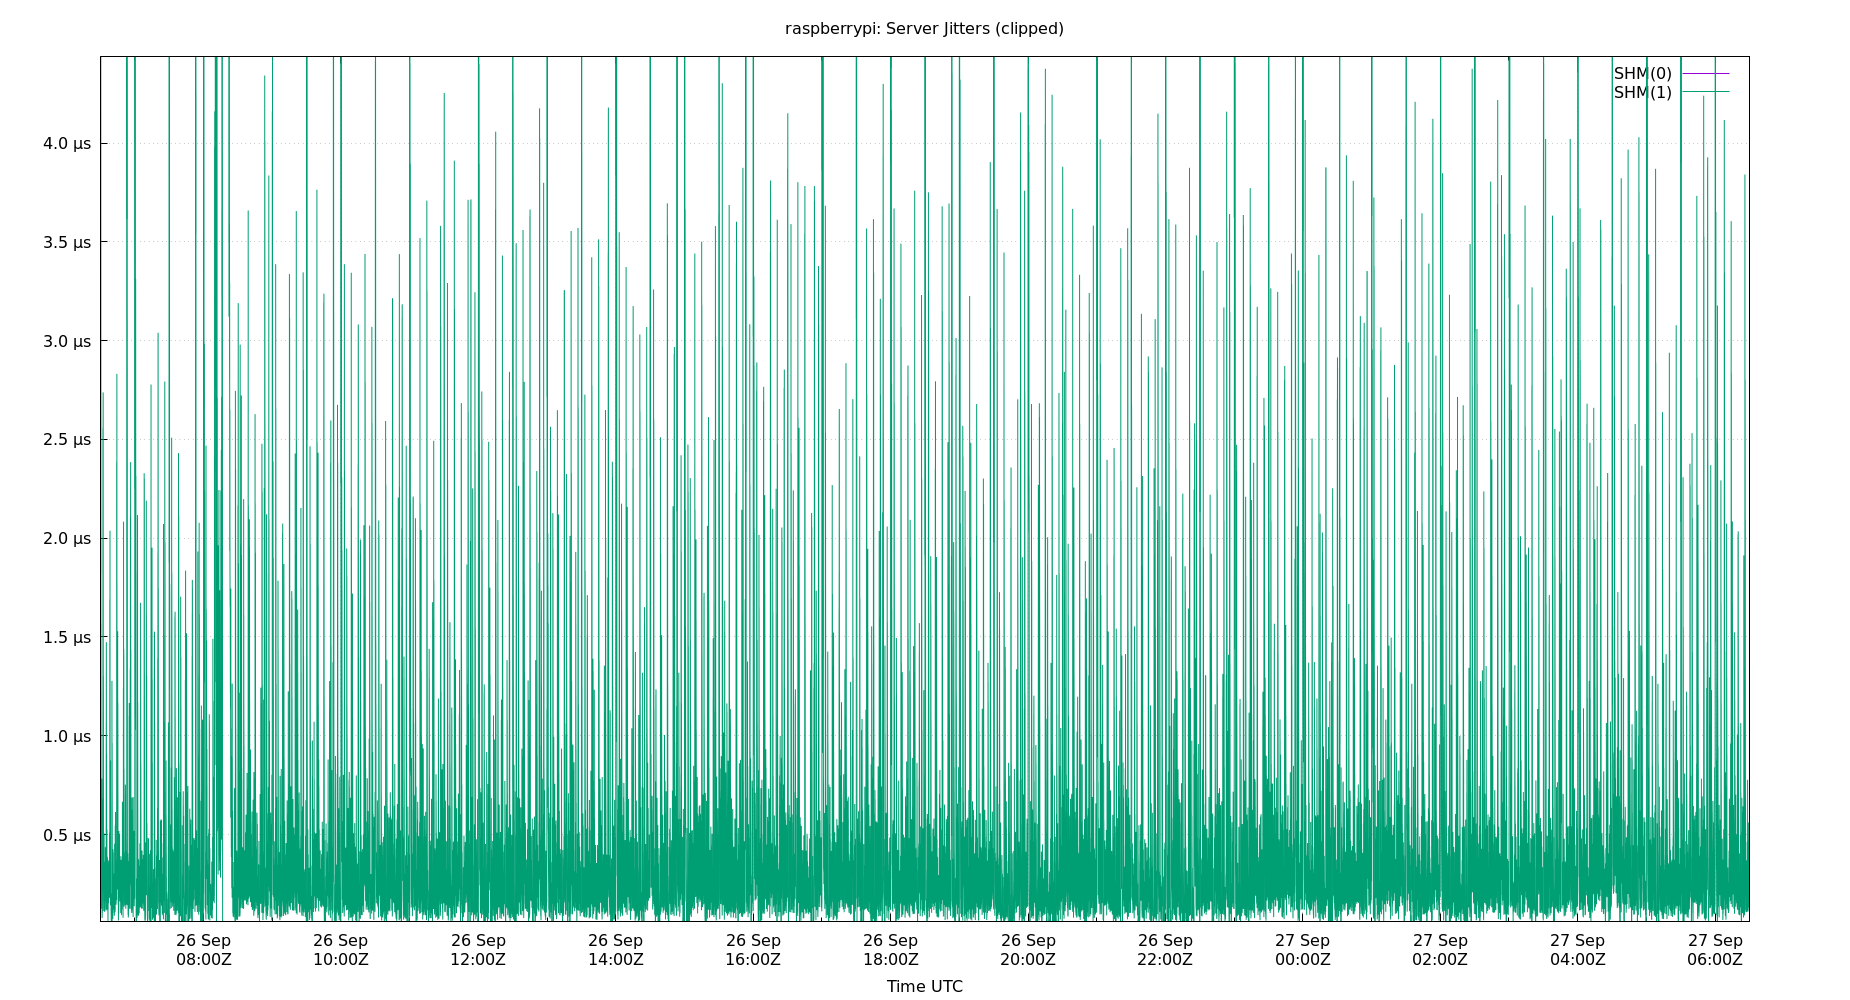 raspberrypi: Server Jitters (clipped)
SHM(0)
SHM(1)
4.0 µs
3.5 µs
3.0 µs
2.5 µs
2.0 µs
1.5 µs
1.0 µs
0.5 µs
26 Sep 26 Sep 26 Sep 26 Sep 26 Sep 26 Sep 26 Sep 26 Sep 27 Sep 27 Sep 27 Sep 27 Sep
08:00Z 10:00Z 12:00Z 14:00Z 16:00Z 18:00Z 20:00Z 22:00Z 00:00Z 02:00Z 04:00Z 06:00Z
Time UTC